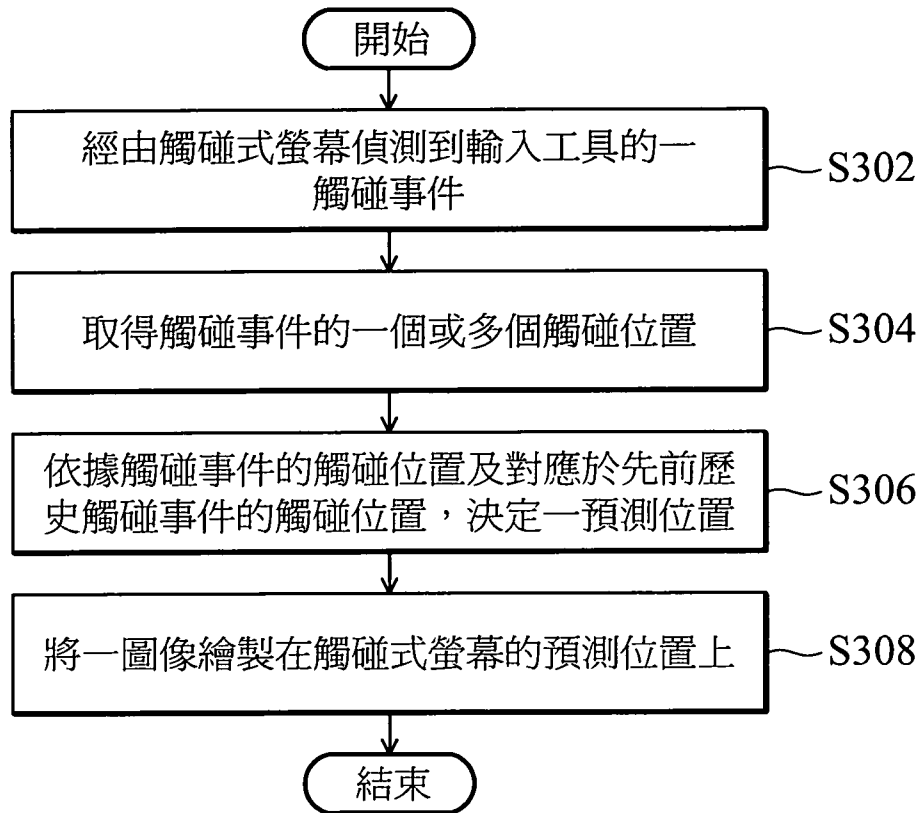 開始
經由觸碰式螢幕偵測到輸入工具的一
觸碰事件
S302
取得觸碰事件的一個或多個觸碰位置
S304
依據觸碰事件的觸碰位置及對應於先前歷
史觸碰事件的觸碰位置，決定一預測位置
S306
將一圖像繪製在觸碰式螢幕的預測位置上
S308
結束